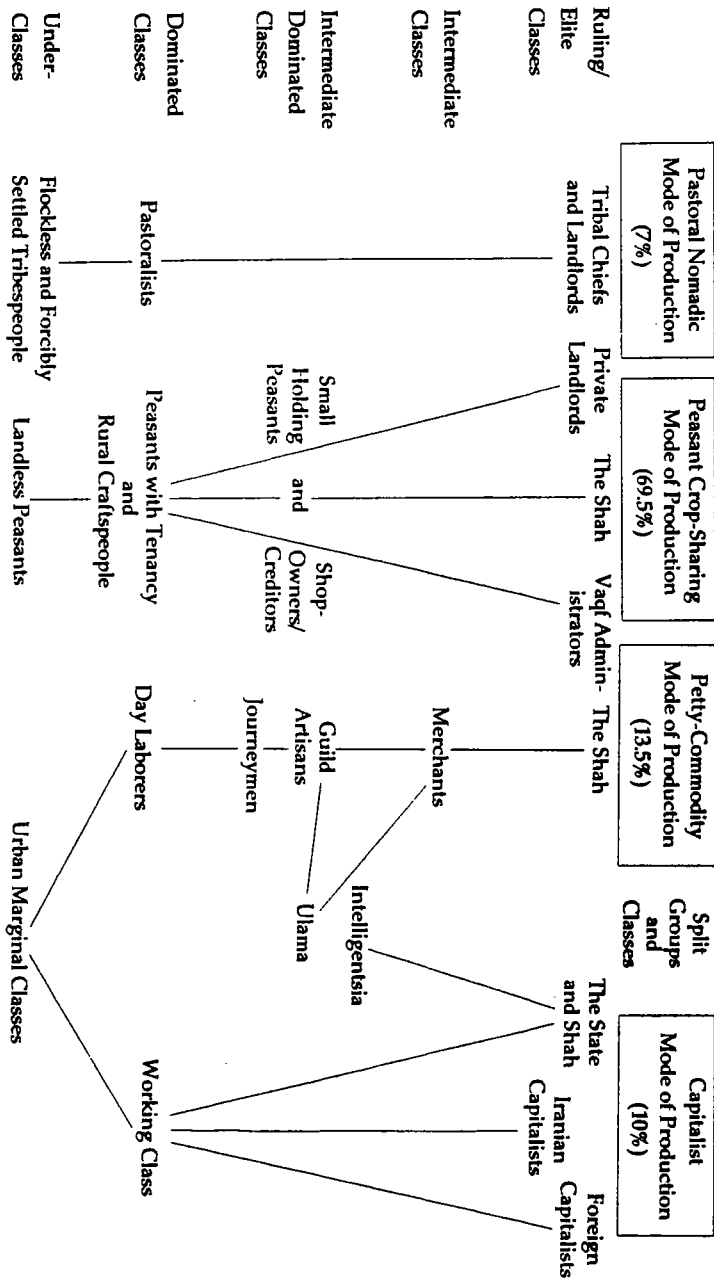 Pastoral Nomadic
Mode of Production
(7%)
Peasant Crop-Sharing
Mode of Production
(69.5%)
Petty-Commodity
Mode of Production
(13.5%)
Split
Groups
and
Classes
Capitalist
Mode of Production
(10%)
Ruling/
Elite
Classes
Tribal Chiefs
and Landlords
Private
Landlords
The Shah
Vaqf Admin-
istrators
The Shah
The State
and Shah
Iranian
Capitalists
Foreign
Capitalists
Intermediate
Classes
Merchants
Intelligentsia
Intermediate
Dominated
Classes
Small
Holding
Peasants
and
Shop-
Owners/
Creditors
Guild
Artisans
Ulama
Journeymen
Dominated
Classes
Pastoralists
Peasants with Tenancy
and
Rural Craftspeople
Day Laborers
Working Class
Under-
Classes
Flockless and Forcibly
Settled Tribespeople
Landless Peasants
Urban Marginal Classes